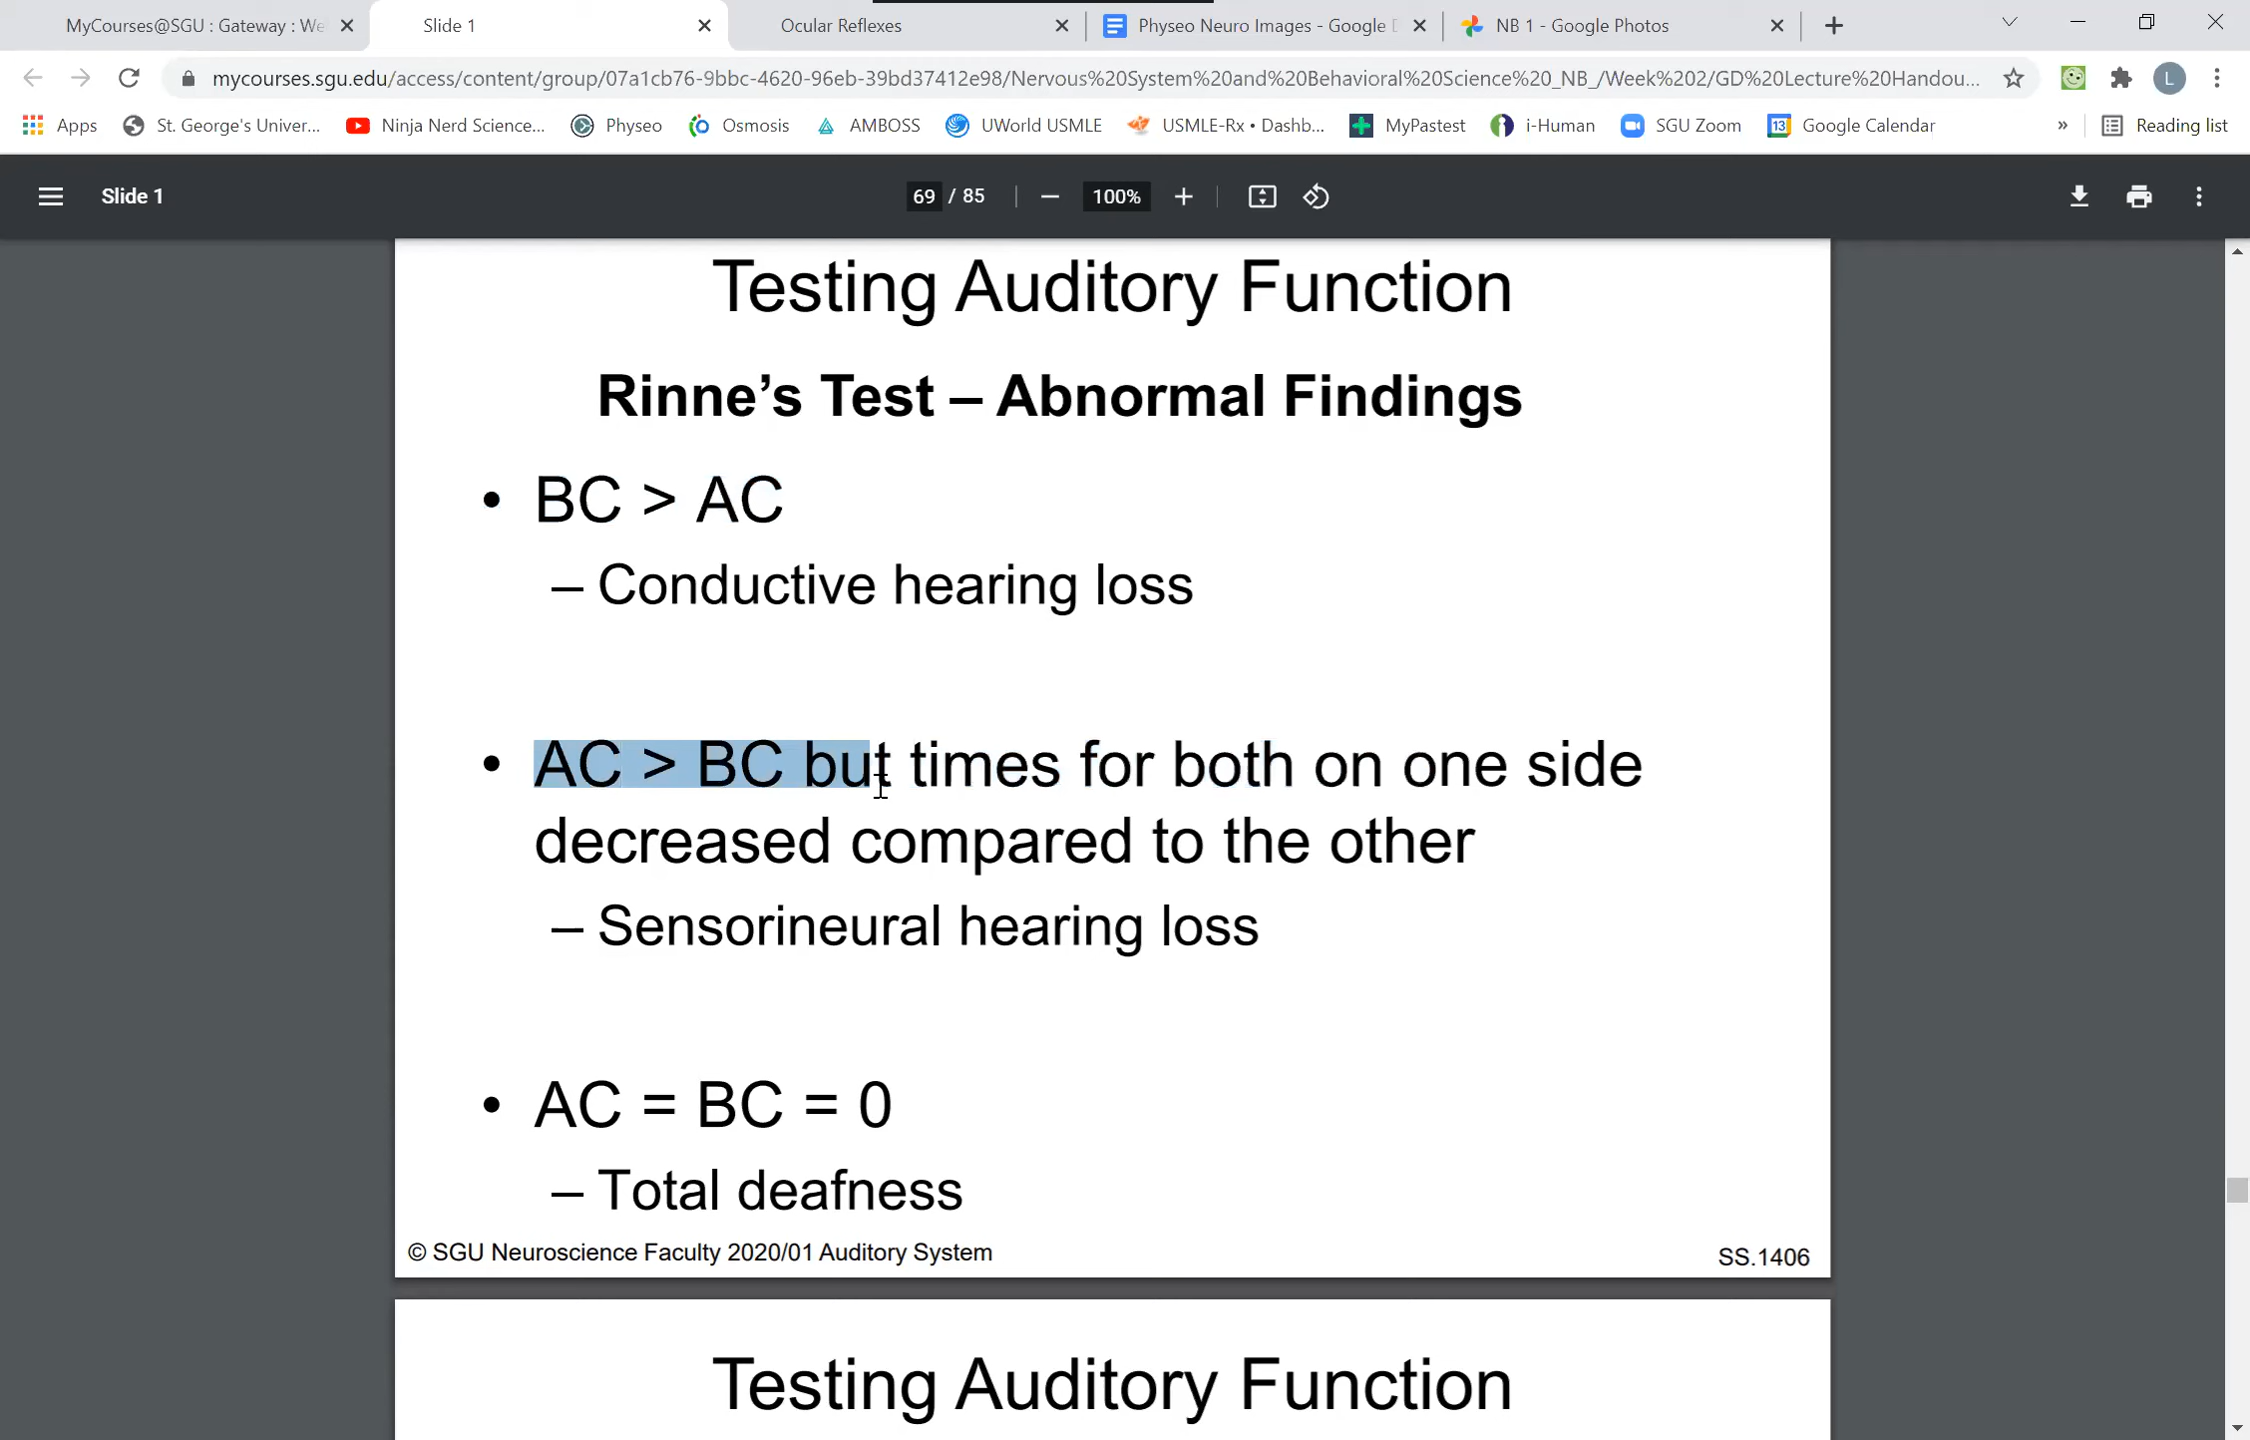 MyCourses@SGU : Gateway : We
Slide 1
Ocular Reflexes
Physeo Neuro Images - Google D
NB 1 - Google Photos
mycourses.sgu.edu/access/content/group/07a1cb76-9bbc-4620-96eb-39bd37412e98/Nervous%20System%20and%20Behavioral%20Science%20_NB_/Week%202/GD%20Lecture%20Handou...
L
Apps
St. George's Univer...
Ninja Nerd Science...
Physeo
Osmosis
AMBOSS
UWorld USMLE
USMLE-Rx • Dashb...
MyPastest
i-Human
SGU Zoom
13
Google Calendar
»
Reading list
Slide 1
69 / 85
100%
Testing Auditory Function
Rinne’s Test – Abnormal Findings
• BC > AC
– Conductive hearing loss
• AC > BC but times for both on one side
decreased compared to the other
– Sensorineural hearing loss
• AC = BC = 0
– Total deafness
© SGU Neuroscience Faculty 2020/01 Auditory System
SS.1406
Testing Auditory Function